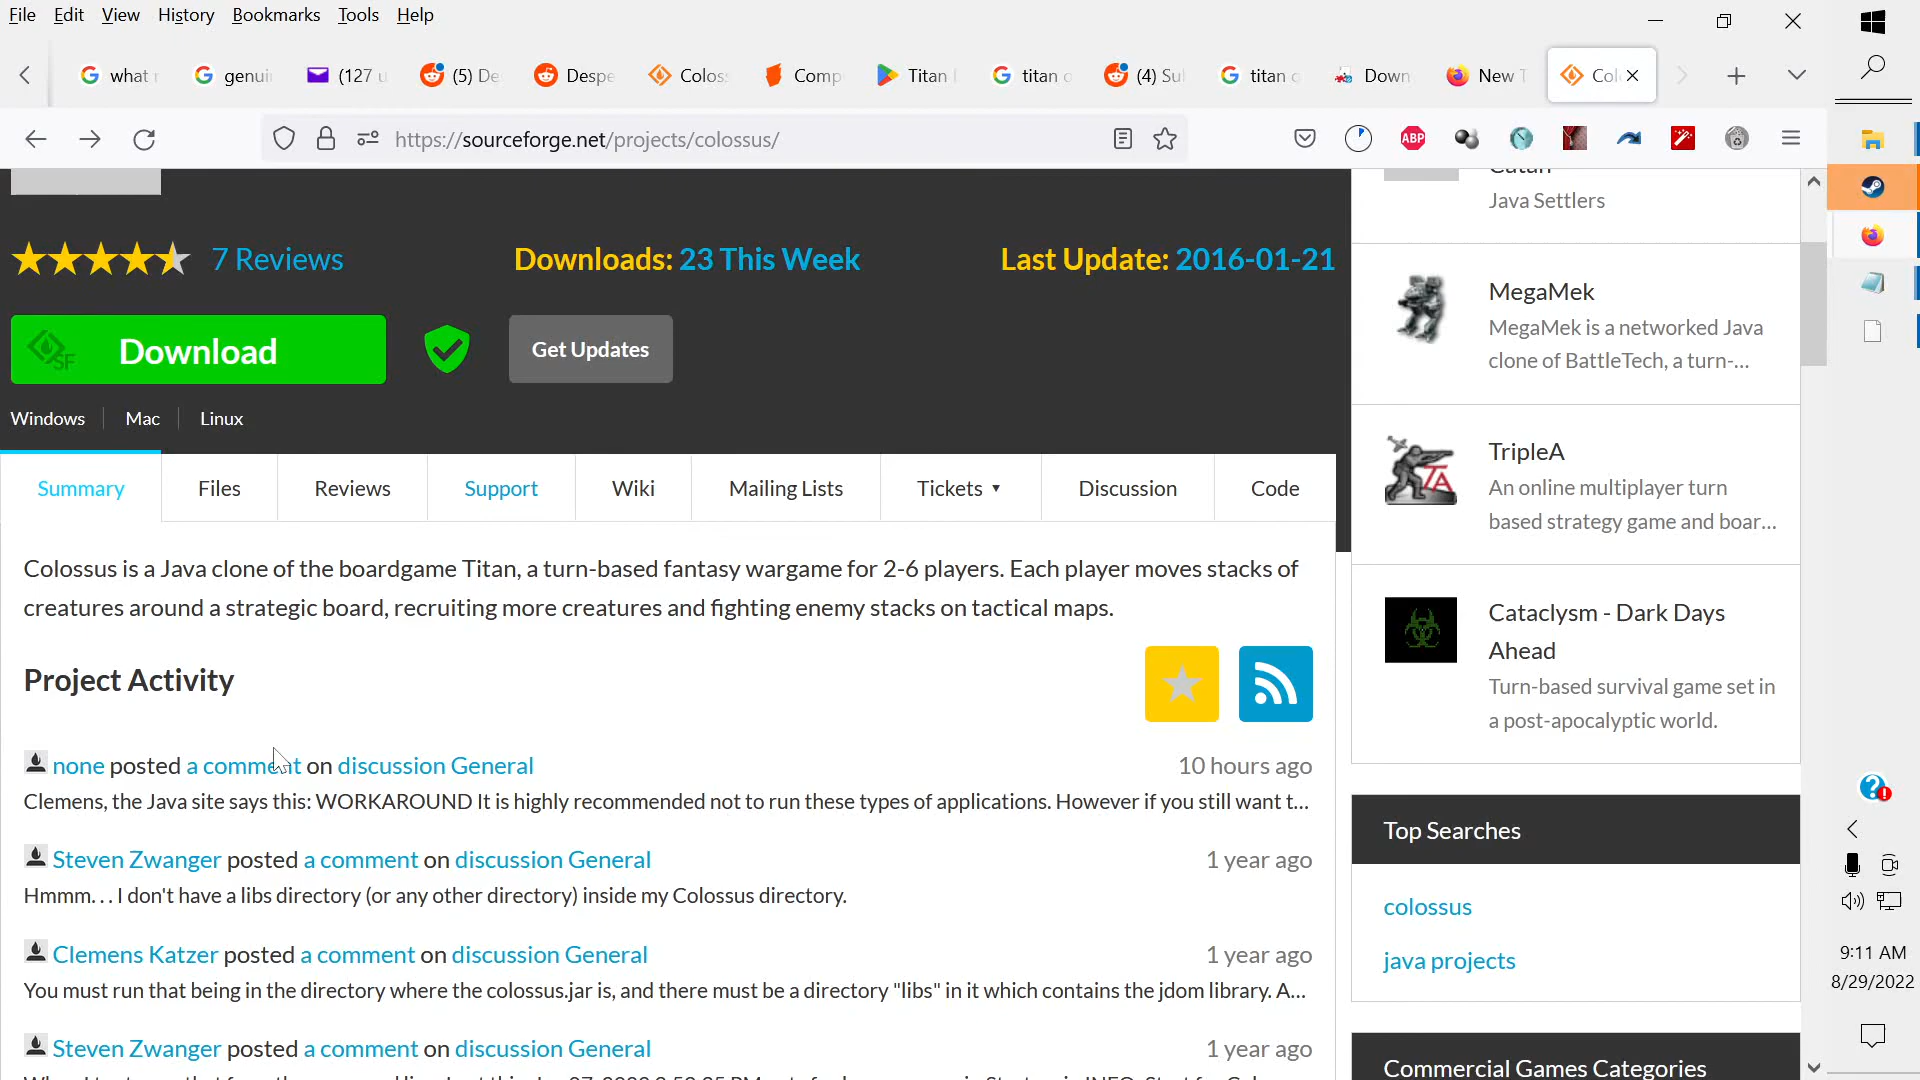 File Edit View History Bookmarks Tools Help
what
genui
(127 u
(5) De
Despe
Colos
Comp
Titan
titan o
(4) Su
titan o
Down
New T
Col
https://sourceforge.net/projects/colossus/
ABP
7 Reviews
Downloads: 23 This Week
Last Update: 2016-01-21
SF
Download
Get Updates
Windows Mac Linux
Summary Files Reviews Support Wiki Mailing Lists Tickets ▼ Discussion Code
Colossus is a Java clone of the boardgame Titan, a turn-based fantasy wargame for 2-6 players. Each player moves stacks of
creatures around a strategic board, recruiting more creatures and fighting enemy stacks on tactical maps.
Project Activity
none posted a comment on discussion General 10 hours ago
Clemens, the Java site says this: WORKAROUND It is highly recommended not to run these types of applications. However if you still want t...
Steven Zwanger posted a comment on discussion General 1 year ago
Hmmm. . . I don't have a libs directory (or any other directory) inside my Colossus directory.
Clemens Katzer posted a comment on discussion General 1 year ago
You must run that being in the directory where the colossus.jar is, and there must be a directory "libs" in it which contains the jdom library. A...
Steven Zwanger posted a comment on discussion General 1 year ago
Catan
Java Settlers
MegaMek
MegaMek is a networked Java
clone of BattleTech, a turn-...
TripleA
TA
An online multiplayer turn
based strategy game and boar...
Cataclysm - Dark Days
Ahead
Turn-based survival game set in
a post-apocalyptic world.
Top Searches
colossus
java projects
Commercial Games Categories
9:11 AM
8/29/2022